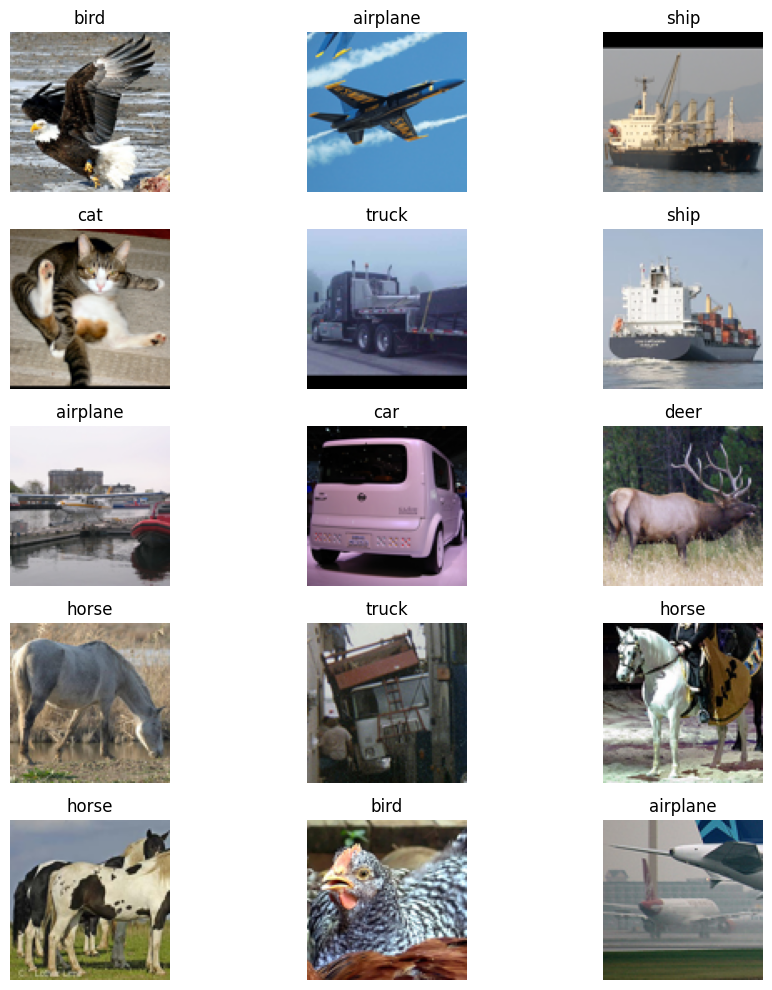 bird
airplane
ship
cat
truck
ship
airplane
car
deer
horse
truck
horse
horse
bird
airplane